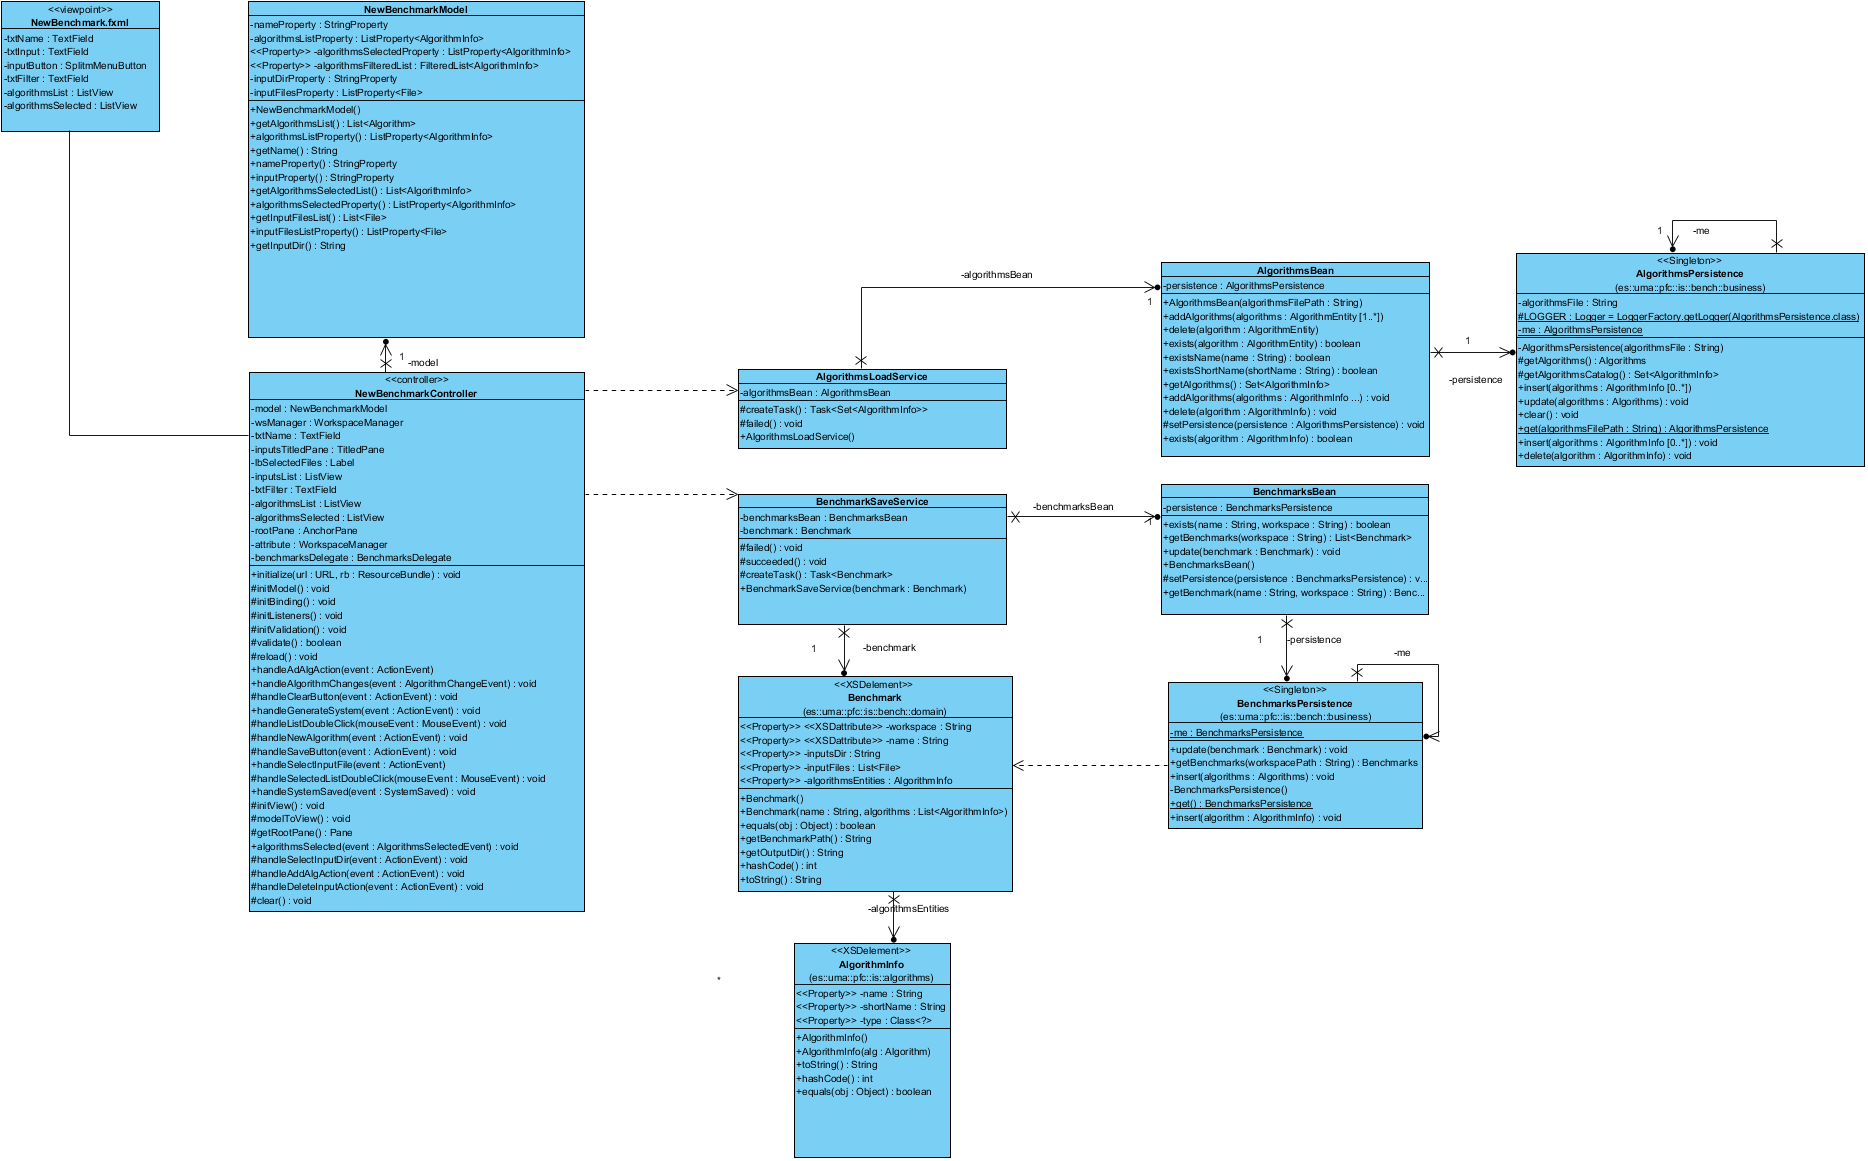 <<viewpoint>>
NewBenchmark.fxml
-txtName : TextField
-txtInput : TextField
-inputButton : SplitmMenuButton
-txtFilter : TextField
-algorithmsList : ListView
-algorithmsSelected : ListView
NewBenchmarkModel
-nameProperty : StringProperty
-algorithmsListProperty : ListProperty<AlgorithmInfo>
<<Property>> -algorithmsSelectedProperty : ListProperty<AlgorithmInfo>
<<Property>> -algorithmsFilteredList : FilteredList<AlgorithmInfo>
-inputDirProperty : StringProperty
-inputFilesProperty : ListProperty<File>
+NewBenchmarkModel()
+getAlgorithmsList() : List<Algorithm>
+algorithmsListProperty() : ListProperty<AlgorithmInfo>
+getName() : String
+nameProperty() : StringProperty
+inputProperty() : StringProperty
+getAlgorithmsSelectedList() : List<AlgorithmInfo>
+algorithmsSelectedProperty() : ListProperty<AlgorithmInfo>
+getInputFilesList() : List<File>
+inputFilesListProperty() : ListProperty<File>
+getInputDir() : String
1
-model
<<controller>>
NewBenchmarkController
-model : NewBenchmarkModel
-wsManager : WorkspaceManager
-txtName : TextField
-inputsTitledPane : TitledPane
-lbSelectedFiles : Label
-inputsList : ListView
-txtFilter : TextField
-algorithmsList : ListView
-algorithmsSelected : ListView
-rootPane : AnchorPane
-attribute : WorkspaceManager
-benchmarksDelegate : BenchmarksDelegate
+initialize(url : URL, rb : ResourceBundle) : void
#initModel() : void
#initBinding() : void
#initListeners() : void
#initValidation() : void
#validate() : boolean
#reload() : void
+handleAdAlgAction(event : ActionEvent)
+handleAlgorithmChanges(event : AlgorithmChangeEvent) : void
#handleClearButton(event : ActionEvent) : void
+handleGenerateSystem(event : ActionEvent) : void
#handleListDoubleClick(mouseEvent : MouseEvent) : void
#handleNewAlgorithm(event : ActionEvent) : void
#handleSaveButton(event : ActionEvent) : void
+handleSelectInputFile(event : ActionEvent)
#handleSelectedListDoubleClick(mouseEvent : MouseEvent) : void
+handleSystemSaved(event : SystemSaved) : void
#initView() : void
#modelToView() : void
#getRootPane() : Pane
+algorithmsSelected(event : AlgorithmsSelectedEvent) : void
#handleSelectInputDir(event : ActionEvent) : void
#handleAddAlgAction(event : ActionEvent) : void
#handleDeleteInputAction(event : ActionEvent) : void
#clear() : void
-algorithmsBean
1
AlgorithmsLoadService
-algorithmsBean : AlgorithmsBean
#createTask() : Task<Set<AlgorithmInfo>>
#failed() : void
+AlgorithmsLoadService()
AlgorithmsBean
-persistence : AlgorithmsPersistence
+AlgorithmsBean(algorithmsFilePath : String)
+addAlgorithms(algorithms : AlgorithmEntity [1..*])
+delete(algorithm : AlgorithmEntity)
+exists(algorithm : AlgorithmEntity) : boolean
+existsName(name : String) : boolean
+existsShortName(shortName : String) : boolean
+getAlgorithms() : Set<AlgorithmInfo>
+addAlgorithms(algorithms : AlgorithmInfo ...) : void
+delete(algorithm : AlgorithmInfo) : void
#setPersistence(persistence : AlgorithmsPersistence) : void
+exists(algorithm : AlgorithmInfo) : boolean
1
-persistence
1
-me
<<Singleton>>
AlgorithmsPersistence
(es::uma::pfc::is::bench::business)
-algorithmsFile : String
#LOGGER : Logger = LoggerFactory.getLogger(AlgorithmsPersistence.class)
-me : AlgorithmsPersistence
-AlgorithmsPersistence(algorithmsFile : String)
#getAlgorithms() : Algorithms
#getAlgorithmsCatalog() : Set<AlgorithmInfo>
+insert(algorithms : AlgorithmInfo [0..*])
+update(algorithms : Algorithms) : void
+clear() : void
+get(algorithmsFilePath : String) : AlgorithmsPersistence
+insert(algorithms : AlgorithmInfo [0..*]) : void
+delete(algorithm : AlgorithmInfo) : void
BenchmarkSaveService
-benchmarksBean : BenchmarksBean
-benchmark : Benchmark
#failed() : void
#succeeded() : void
#createTask() : Task<Benchmark>
+BenchmarkSaveService(benchmark : Benchmark)
-benchmarksBean
1
BenchmarksBean
-persistence : BenchmarksPersistence
+exists(name : String, workspace : String) : boolean
+getBenchmarks(workspace : String) : List<Benchmark>
+update(benchmark : Benchmark) : void
+BenchmarksBean()
#setPersistence(persistence : BenchmarksPersistence) : v...
+getBenchmark(name : String, workspace : String) : Benc...
1
-persistence
-me
1
-benchmark
<<XSDelement>>
Benchmark
(es::uma::pfc::is::bench::domain)
<<Property>> <<XSDattribute>> -workspace : String
<<Property>> <<XSDattribute>> -name : String
<<Property>> -inputsDir : String
<<Property>> -inputFiles : List<File>
<<Property>> -algorithmsEntities : AlgorithmInfo
+Benchmark()
+Benchmark(name : String, algorithms : List<AlgorithmInfo>)
+equals(obj : Object) : boolean
+getBenchmarkPath() : String
+getOutputDir() : String
+hashCode() : int
+toString() : String
<<Singleton>>
BenchmarksPersistence
(es::uma::pfc::is::bench::business)
-me : BenchmarksPersistence
+update(benchmark : Benchmark) : void
+getBenchmarks(workspacePath : String) : Benchmarks
+insert(algorithms : Algorithms) : void
-BenchmarksPersistence()
+get() : BenchmarksPersistence
+insert(algorithm : AlgorithmInfo) : void
-algorithmsEntities
*
<<XSDelement>>
AlgorithmInfo
(es::uma::pfc::is::algorithms)
<<Property>> -name : String
<<Property>> -shortName : String
<<Property>> -type : Class<?>
+AlgorithmInfo()
+AlgorithmInfo(alg : Algorithm)
+toString() : String
+hashCode() : int
+equals(obj : Object) : boolean